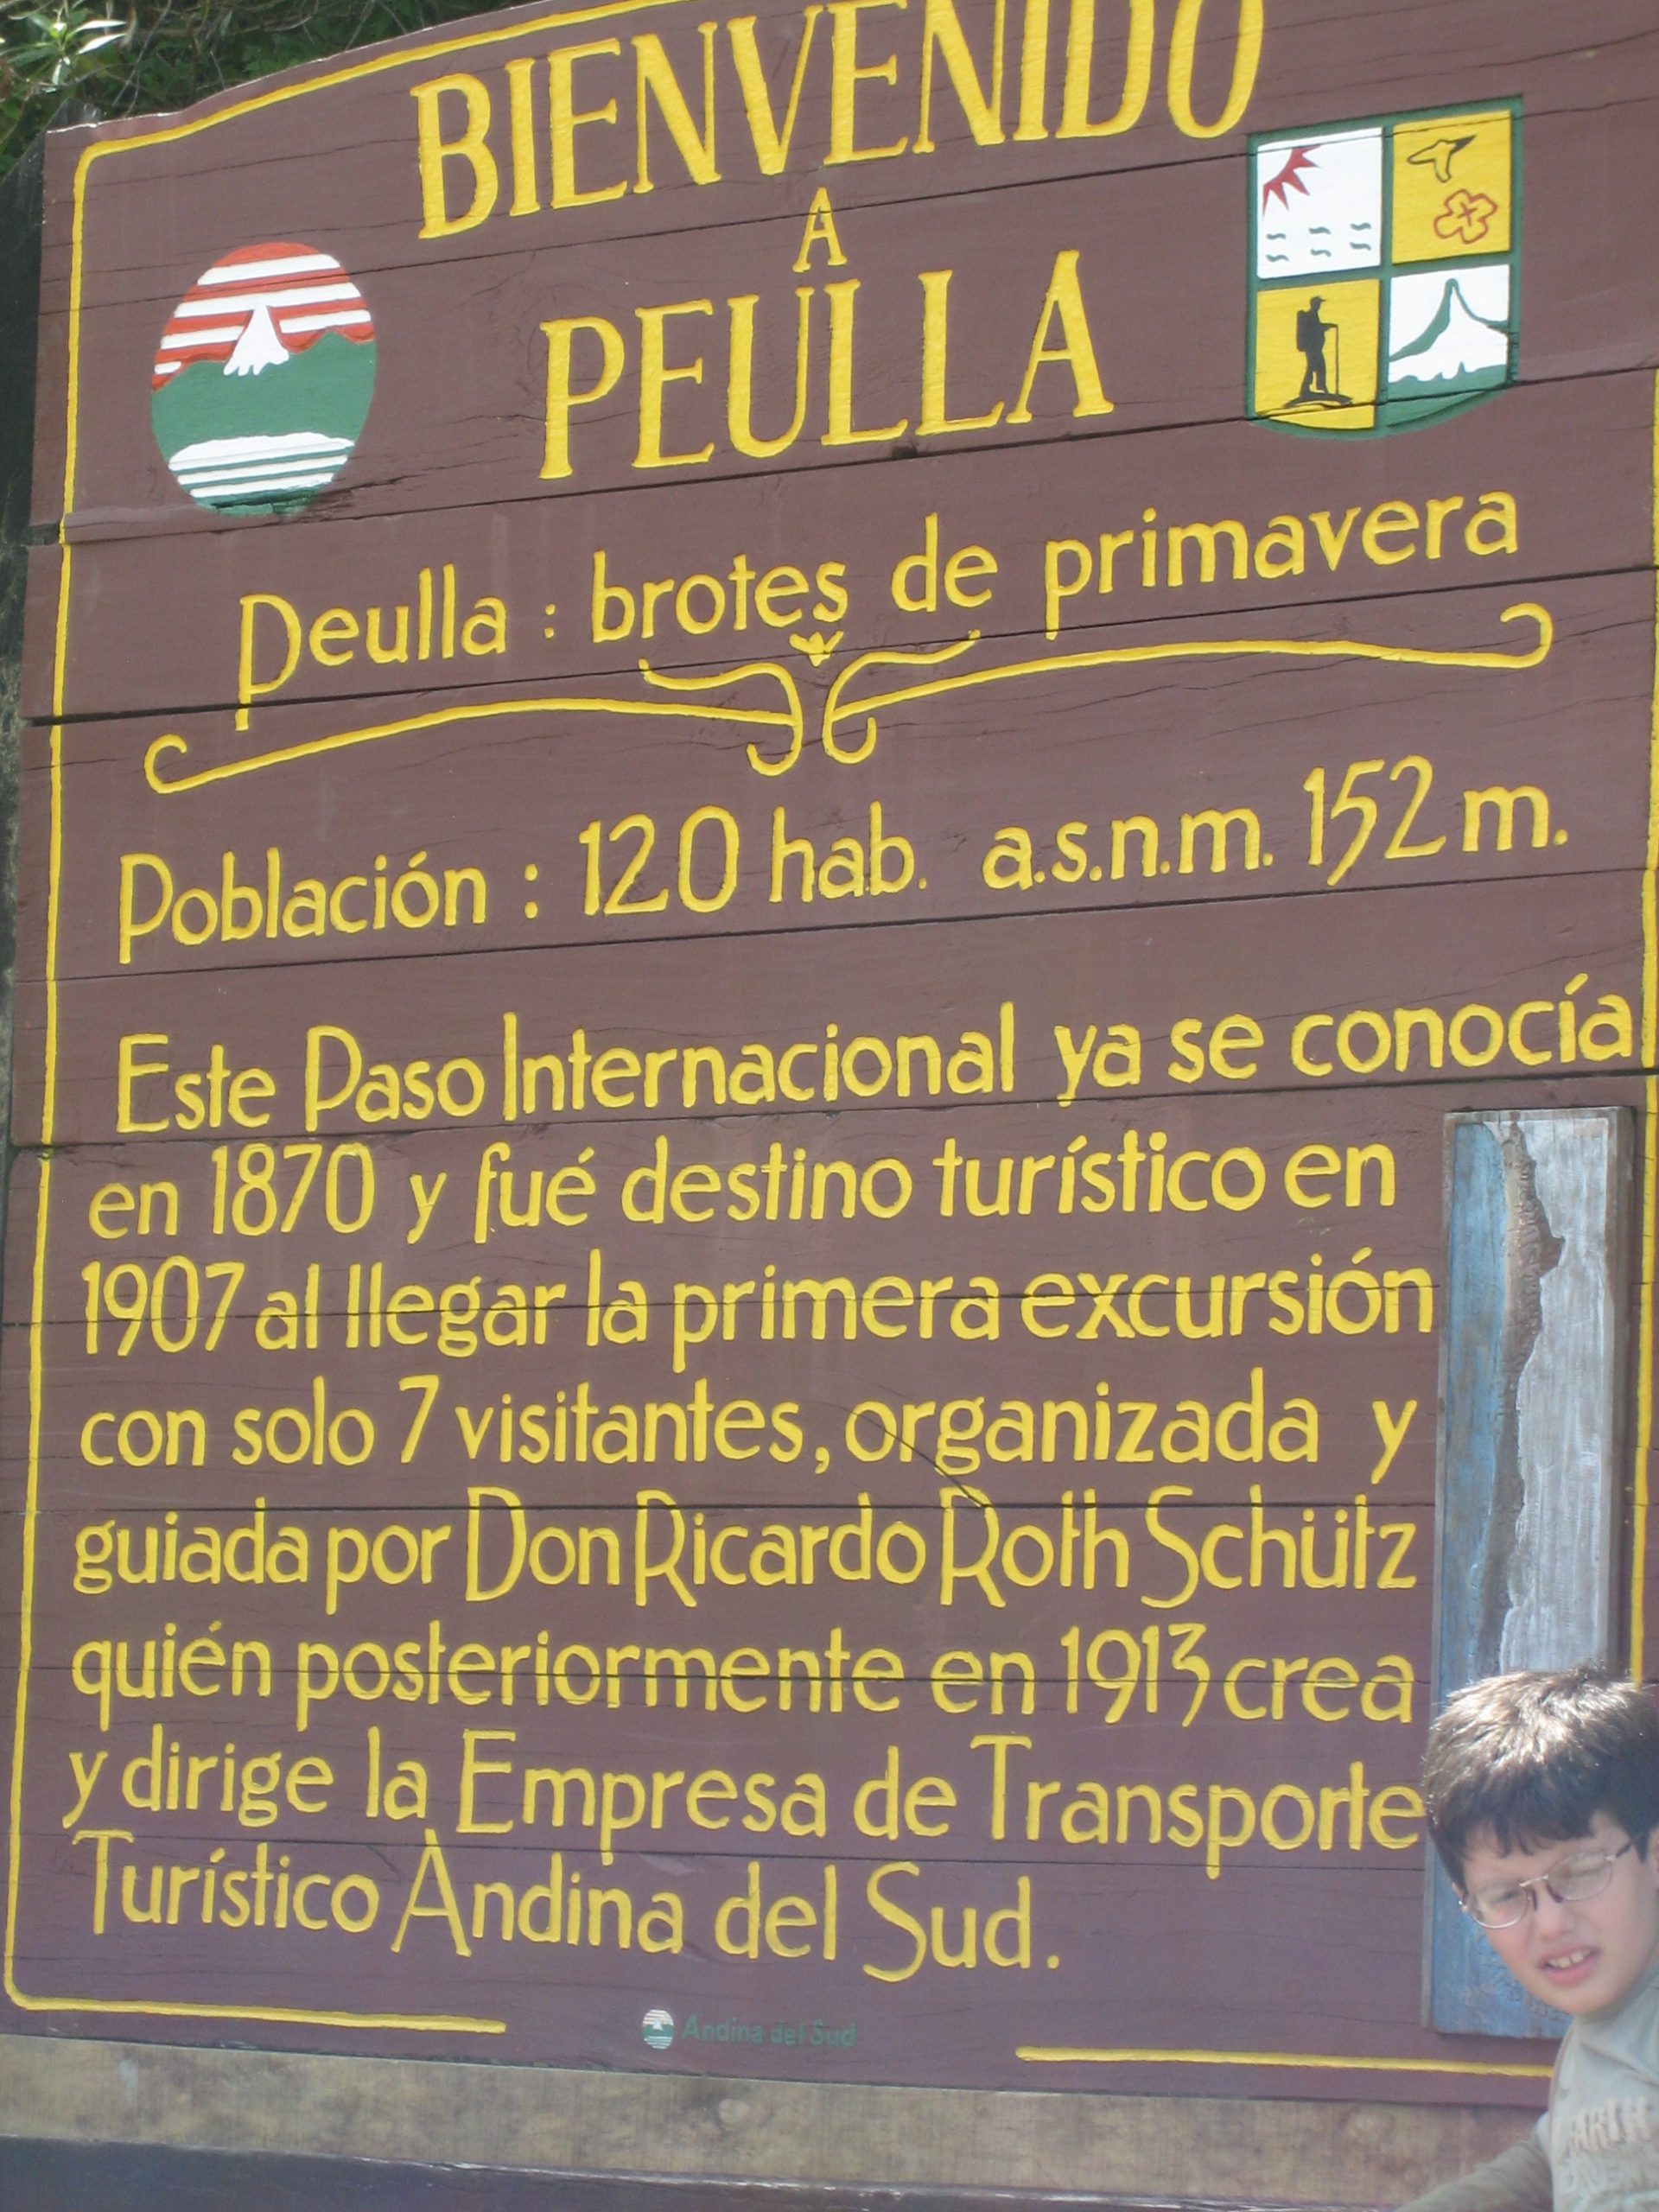 BIENVENIDO
A
PEULLA
Peulla : brotes de primavera
Población : 120 hab. a.s.n.m. 152 m.
Este Paso Internacional ya se conocía
en 1870 y fué destino turístico en
1907 al llegar la primera excursión
con solo 7 visitantes, organizada y
guiada por Don Ricardo Roth Schütz
quién posteriormente en 1913 crea
y dirige la Empresa de Transporte
Turístico Andina del Sud.
Andina del Sud